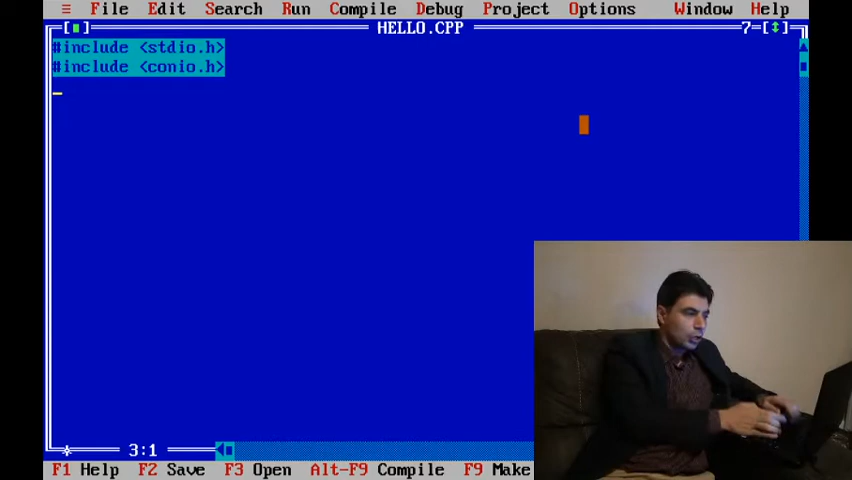 ≡ File Edit Search Run Compile Debug Project Options Window Help
HELLO.CPP 7
#include <stdio.h>
#include <conio.h>
3:1
F1 Help F2 Save F3 Open Alt-F9 Compile F9 Make